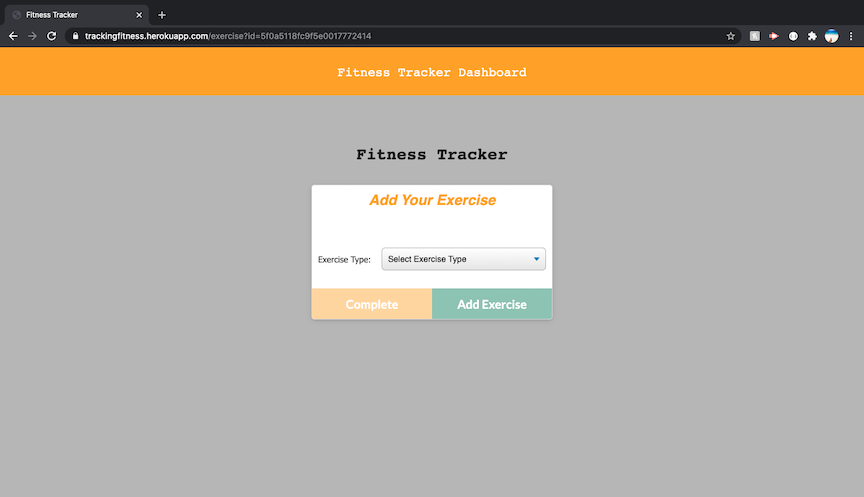 Fitness Tracker
trackingfitness.herokuapp.com/exercise?id=5f0a5118fc9f5e0017772414
Fitness Tracker Dashboard
Fitness Tracker
Add Your Exercise
Exercise Type: Select Exercise Type
Complete Add Exercise